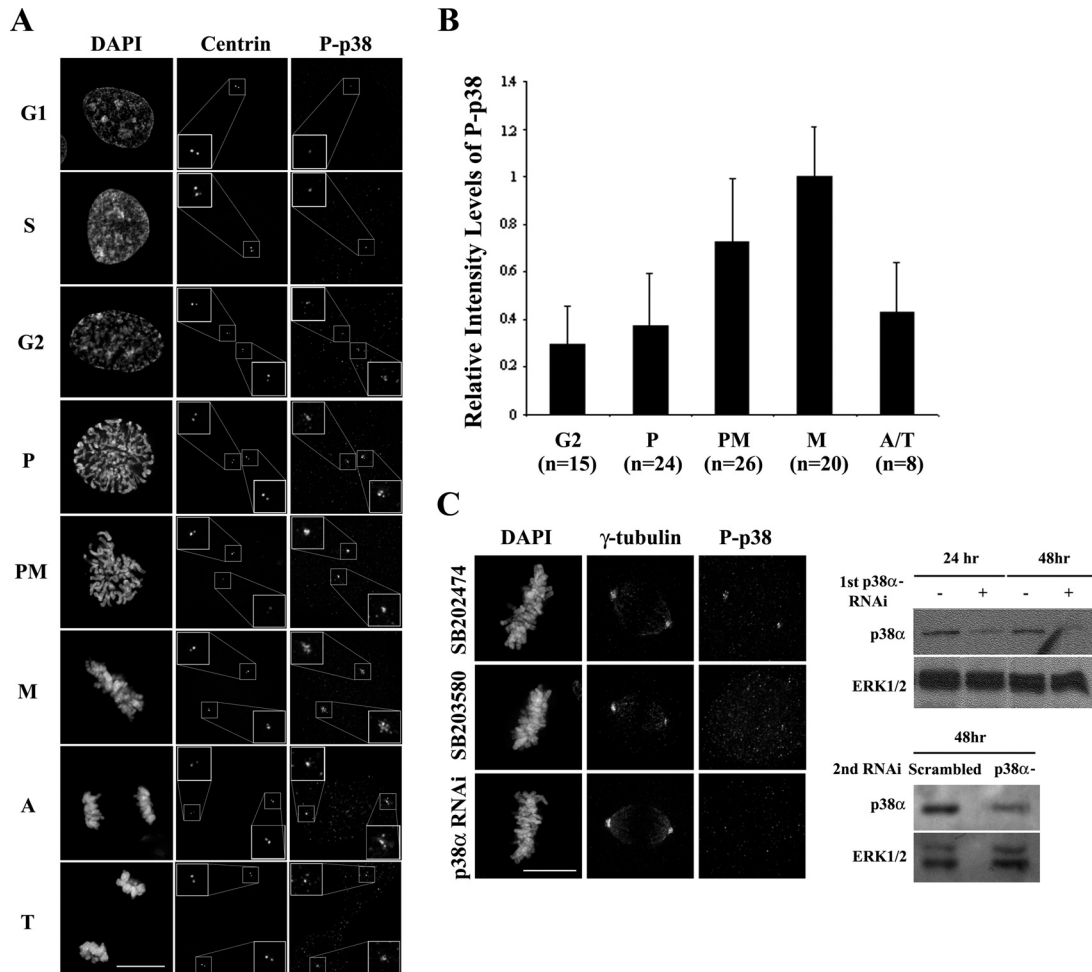 A
DAPI Centrin P-p38
G1
S
G2
P
PM
M
A
T
B
Relative Intensity Levels of P-p38
1.4
1.2
1
0.8
0.6
0.4
0.2
0
G2 P PM M A/T
(n=15) (n=24) (n=26) (n=20) (n=8)
C
DAPI γ-tubulin P-p38
SB202474
SB203580
p38α RNAi
24 hr 48hr
1st p38α-
RNAi - + - +
p38α
ERK1/2
48hr
2nd RNAi Scrambled p38α-
p38α
ERK1/2